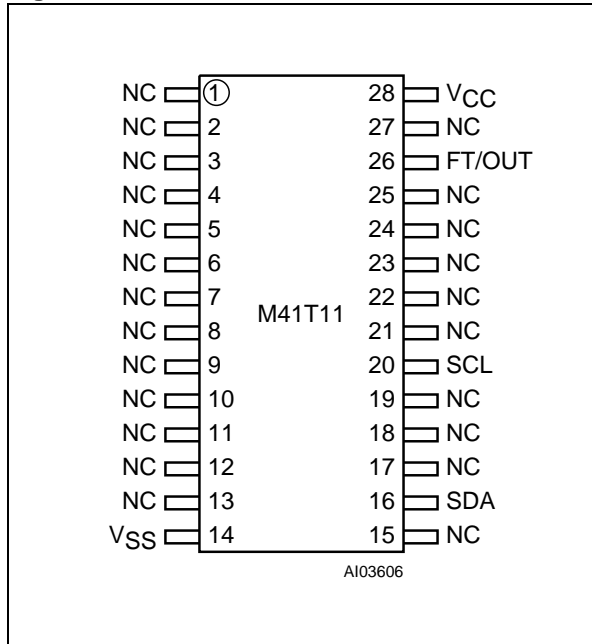 NC 1 28 VCC
NC 2 27 NC
NC 3 26 FT/OUT
NC 4 25 NC
NC 5 24 NC
NC 6 23 NC
NC 7 22 NC
M41T11
NC 8 21 NC
NC 9 20 SCL
NC 10 19 NC
NC 11 18 NC
NC 12 17 NC
NC 13 16 SDA
VSS 14 15 NC
AI03606